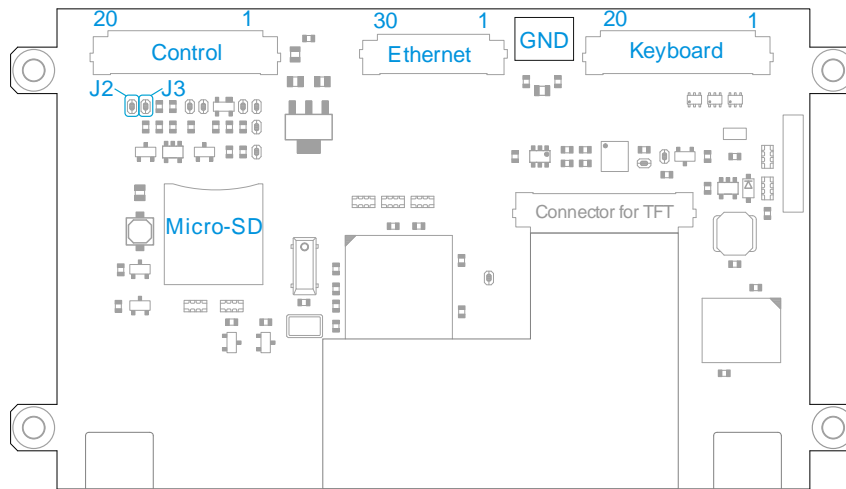 20 1 30 1 20 1
Control Ethernet GND Keyboard
J2 J3
Micro-SD
Connector for TFT